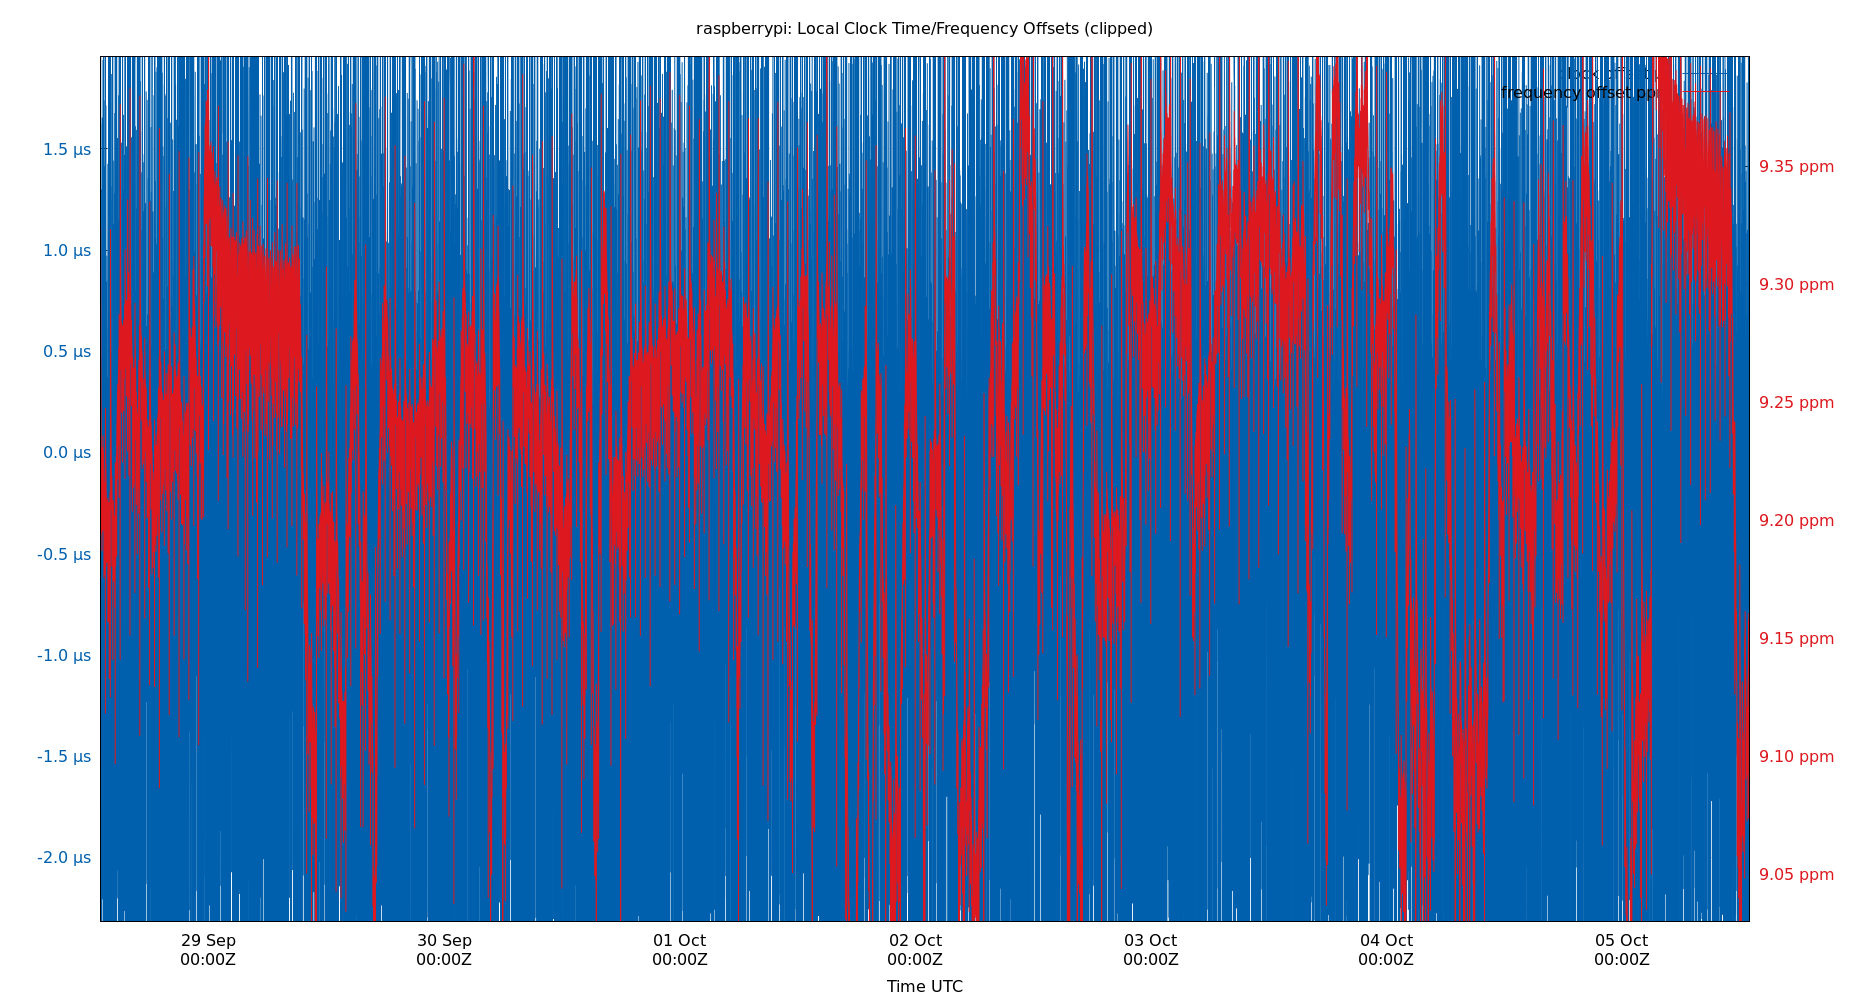 raspberrypi: Local Clock Time/Frequency Offsets (clipped)
clock offset
frequency offset ppm
1.5 µs
1.0 µs
0.5 µs
0.0 µs
-0.5 µs
-1.0 µs
-1.5 µs
-2.0 µs
9.35 ppm
9.30 ppm
9.25 ppm
9.20 ppm
9.15 ppm
9.10 ppm
9.05 ppm
29 Sep
00:00Z
30 Sep
00:00Z
01 Oct
00:00Z
02 Oct
00:00Z
03 Oct
00:00Z
04 Oct
00:00Z
05 Oct
00:00Z
Time UTC